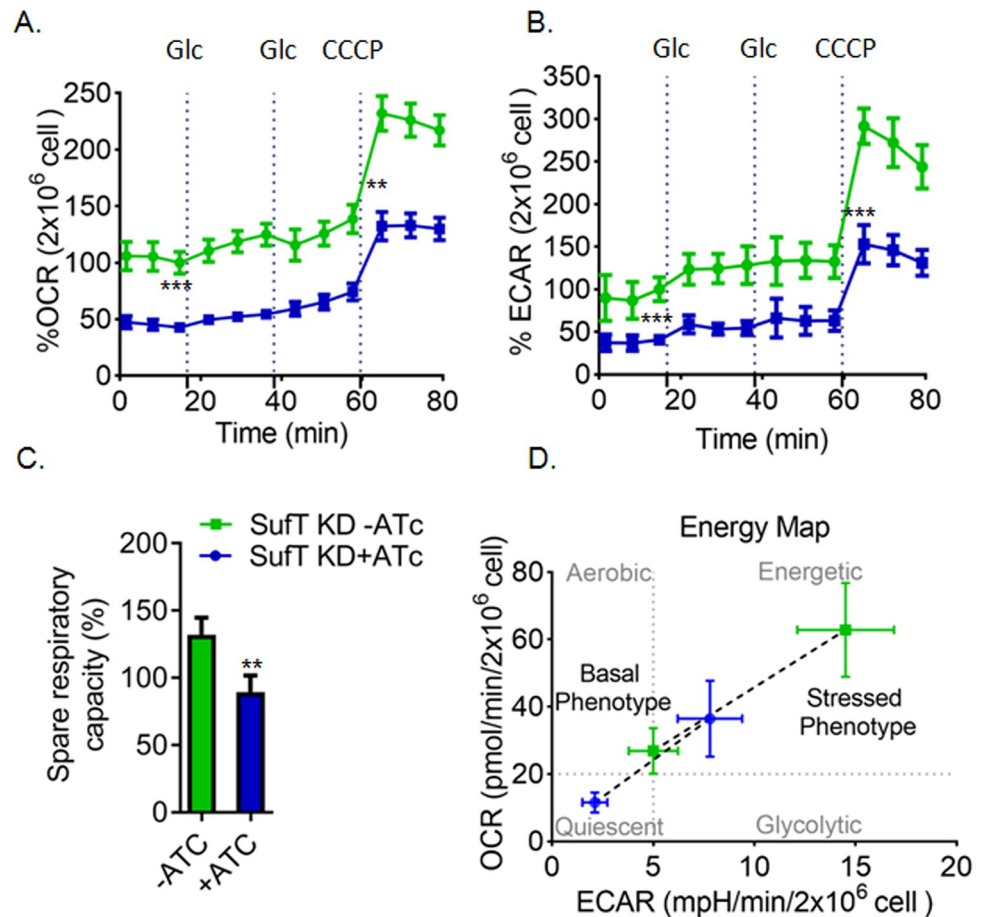 A.
Glc Glc CCCP
%OCR (2x10⁶ cell)
250
200
150
100
50
0
**
***
0 20 40 60 80
Time (min)
B.
Glc Glc CCCP
% ECAR (2x10⁶ cell)
350
300
250
200
150
100
50
0
***
***
0 20 40 60 80
Time (min)
C.
SufT KD -ATc
SufT KD+ATc
Spare respiratory
capacity (%)
200
150
100
50
0
**
-ATC
+ATC
D.
Energy Map
OCR (pmol/min/2x10⁶ cell)
80
60
40
20
0
Aerobic Energetic
Basal
Phenotype
Stressed
Phenotype
Quiescent Glycolytic
0 5 10 15 20
ECAR (mpH/min/2x10⁶ cell )